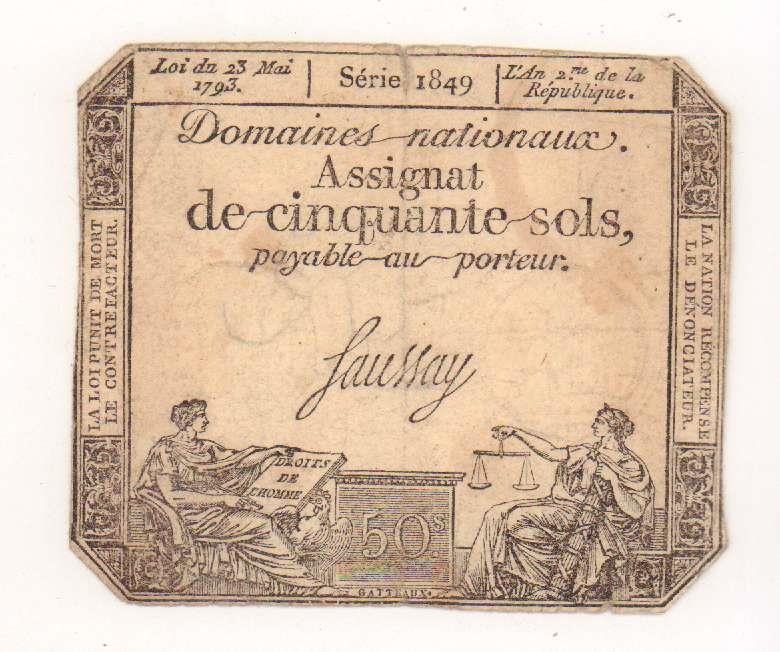 Loi du 23 Mai
1793.
Série 1849
L'An 2.me de la
République.
Domaines nationaux.
Assignat
de cinquante sols,
payable au porteur.
LA LOI PUNIT DE MORT
LE CONTREFACTEUR.
LA NATION RÉCOMPENSE
LE DÉNONCIATEUR.
Saussay
DROITS
DE
L'HOMME
50s
GATTEAUX.